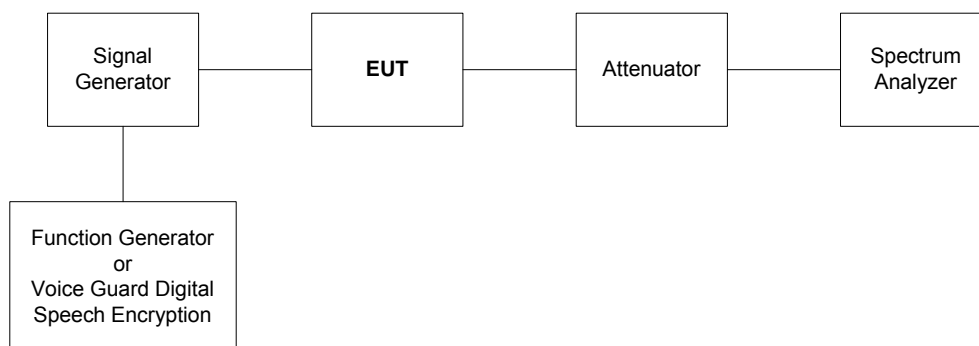 Signal
Generator
EUT
Attenuator
Spectrum
Analyzer
Function Generator
or
Voice Guard Digital
Speech Encryption